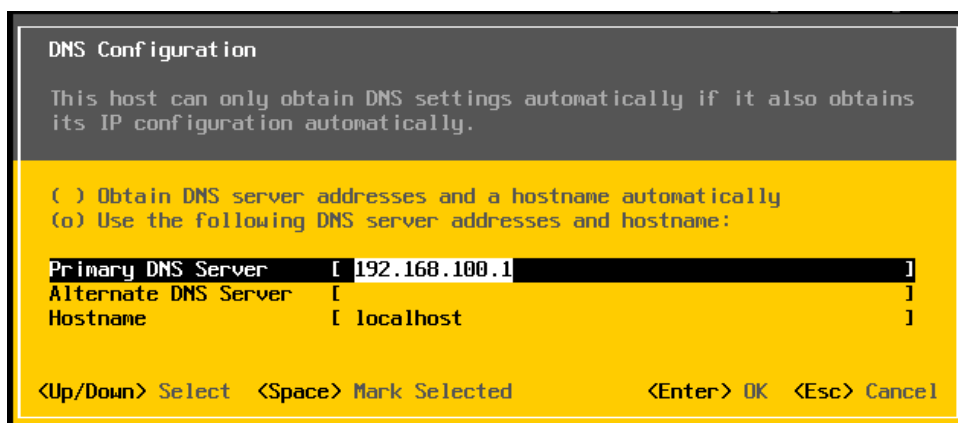 DNS Configuration
This host can only obtain DNS settings automatically if it also obtains
its IP configuration automatically.
( ) Obtain DNS server addresses and a hostname automatically
(o) Use the following DNS server addresses and hostname:
Primary DNS Server [ 192.168.100.1 ]
Alternate DNS Server [ ]
Hostname [ localhost ]
<Up/Down> Select <Space> Mark Selected <Enter> OK <Esc> Cancel